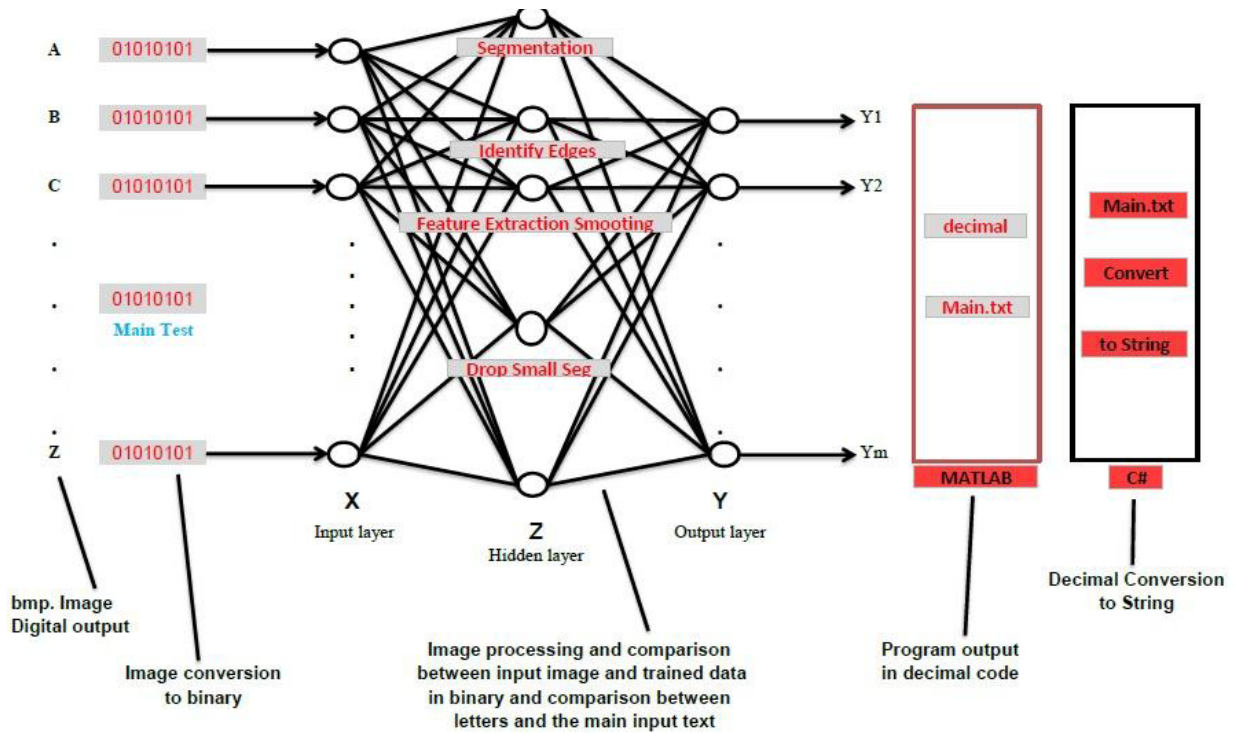 A 01010101
Segmentation
B 01010101
Y1
Identify Edges
C 01010101
Y2
Main.txt
Feature Extraction Smooting
decimal
Convert
01010101
Main.txt
Main Test
to String
Drop Small Seg
Z 01010101
Ym
MATLAB
C#
X
Input layer
Z
Hidden layer
Y
Output layer
bmp. Image
Digital output
Image conversion
to binary
Image processing and comparison
between input image and trained data
in binary and comparison between
letters and the main input text
Program output
in decimal code
Decimal Conversion
to String